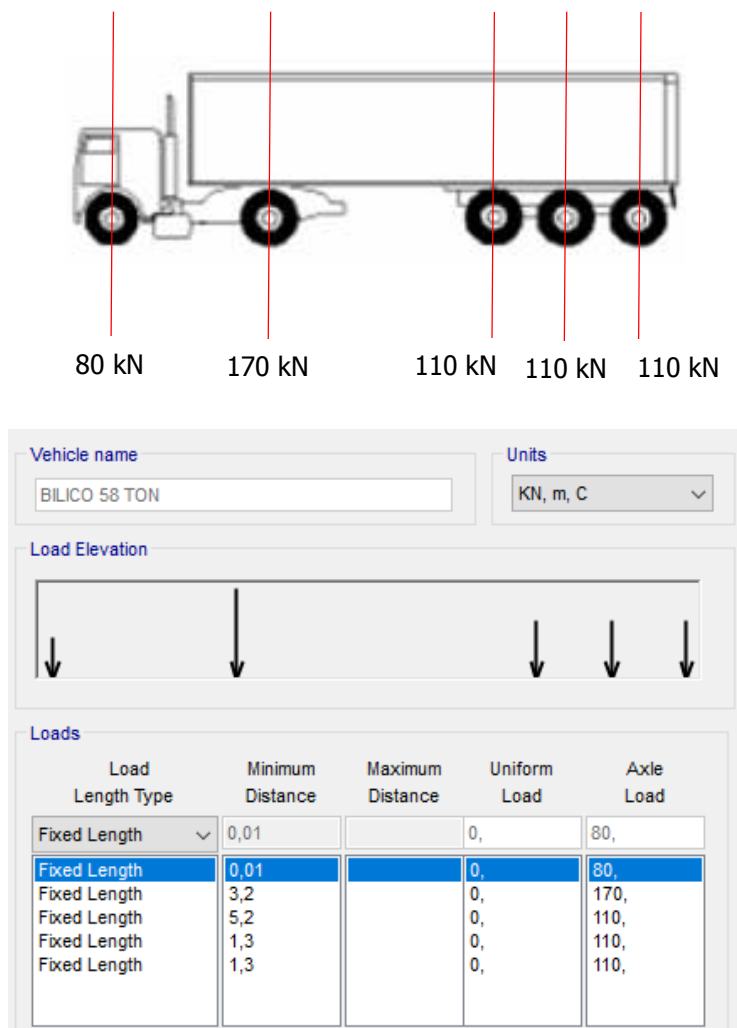 80 kN 170 kN 110 kN 110 kN 110 kN
Vehicle name Units
BILICO 58 TON KN, m, C
Load Elevation
Loads
Load Minimum Maximum Uniform Axle
Length Type Distance Distance Load Load
Fixed Length 0,01 0, 80,
Fixed Length 0,01 0, 80,
Fixed Length 3,2 0, 170,
Fixed Length 5,2 0, 110,
Fixed Length 1,3 0, 110,
Fixed Length 1,3 0, 110,